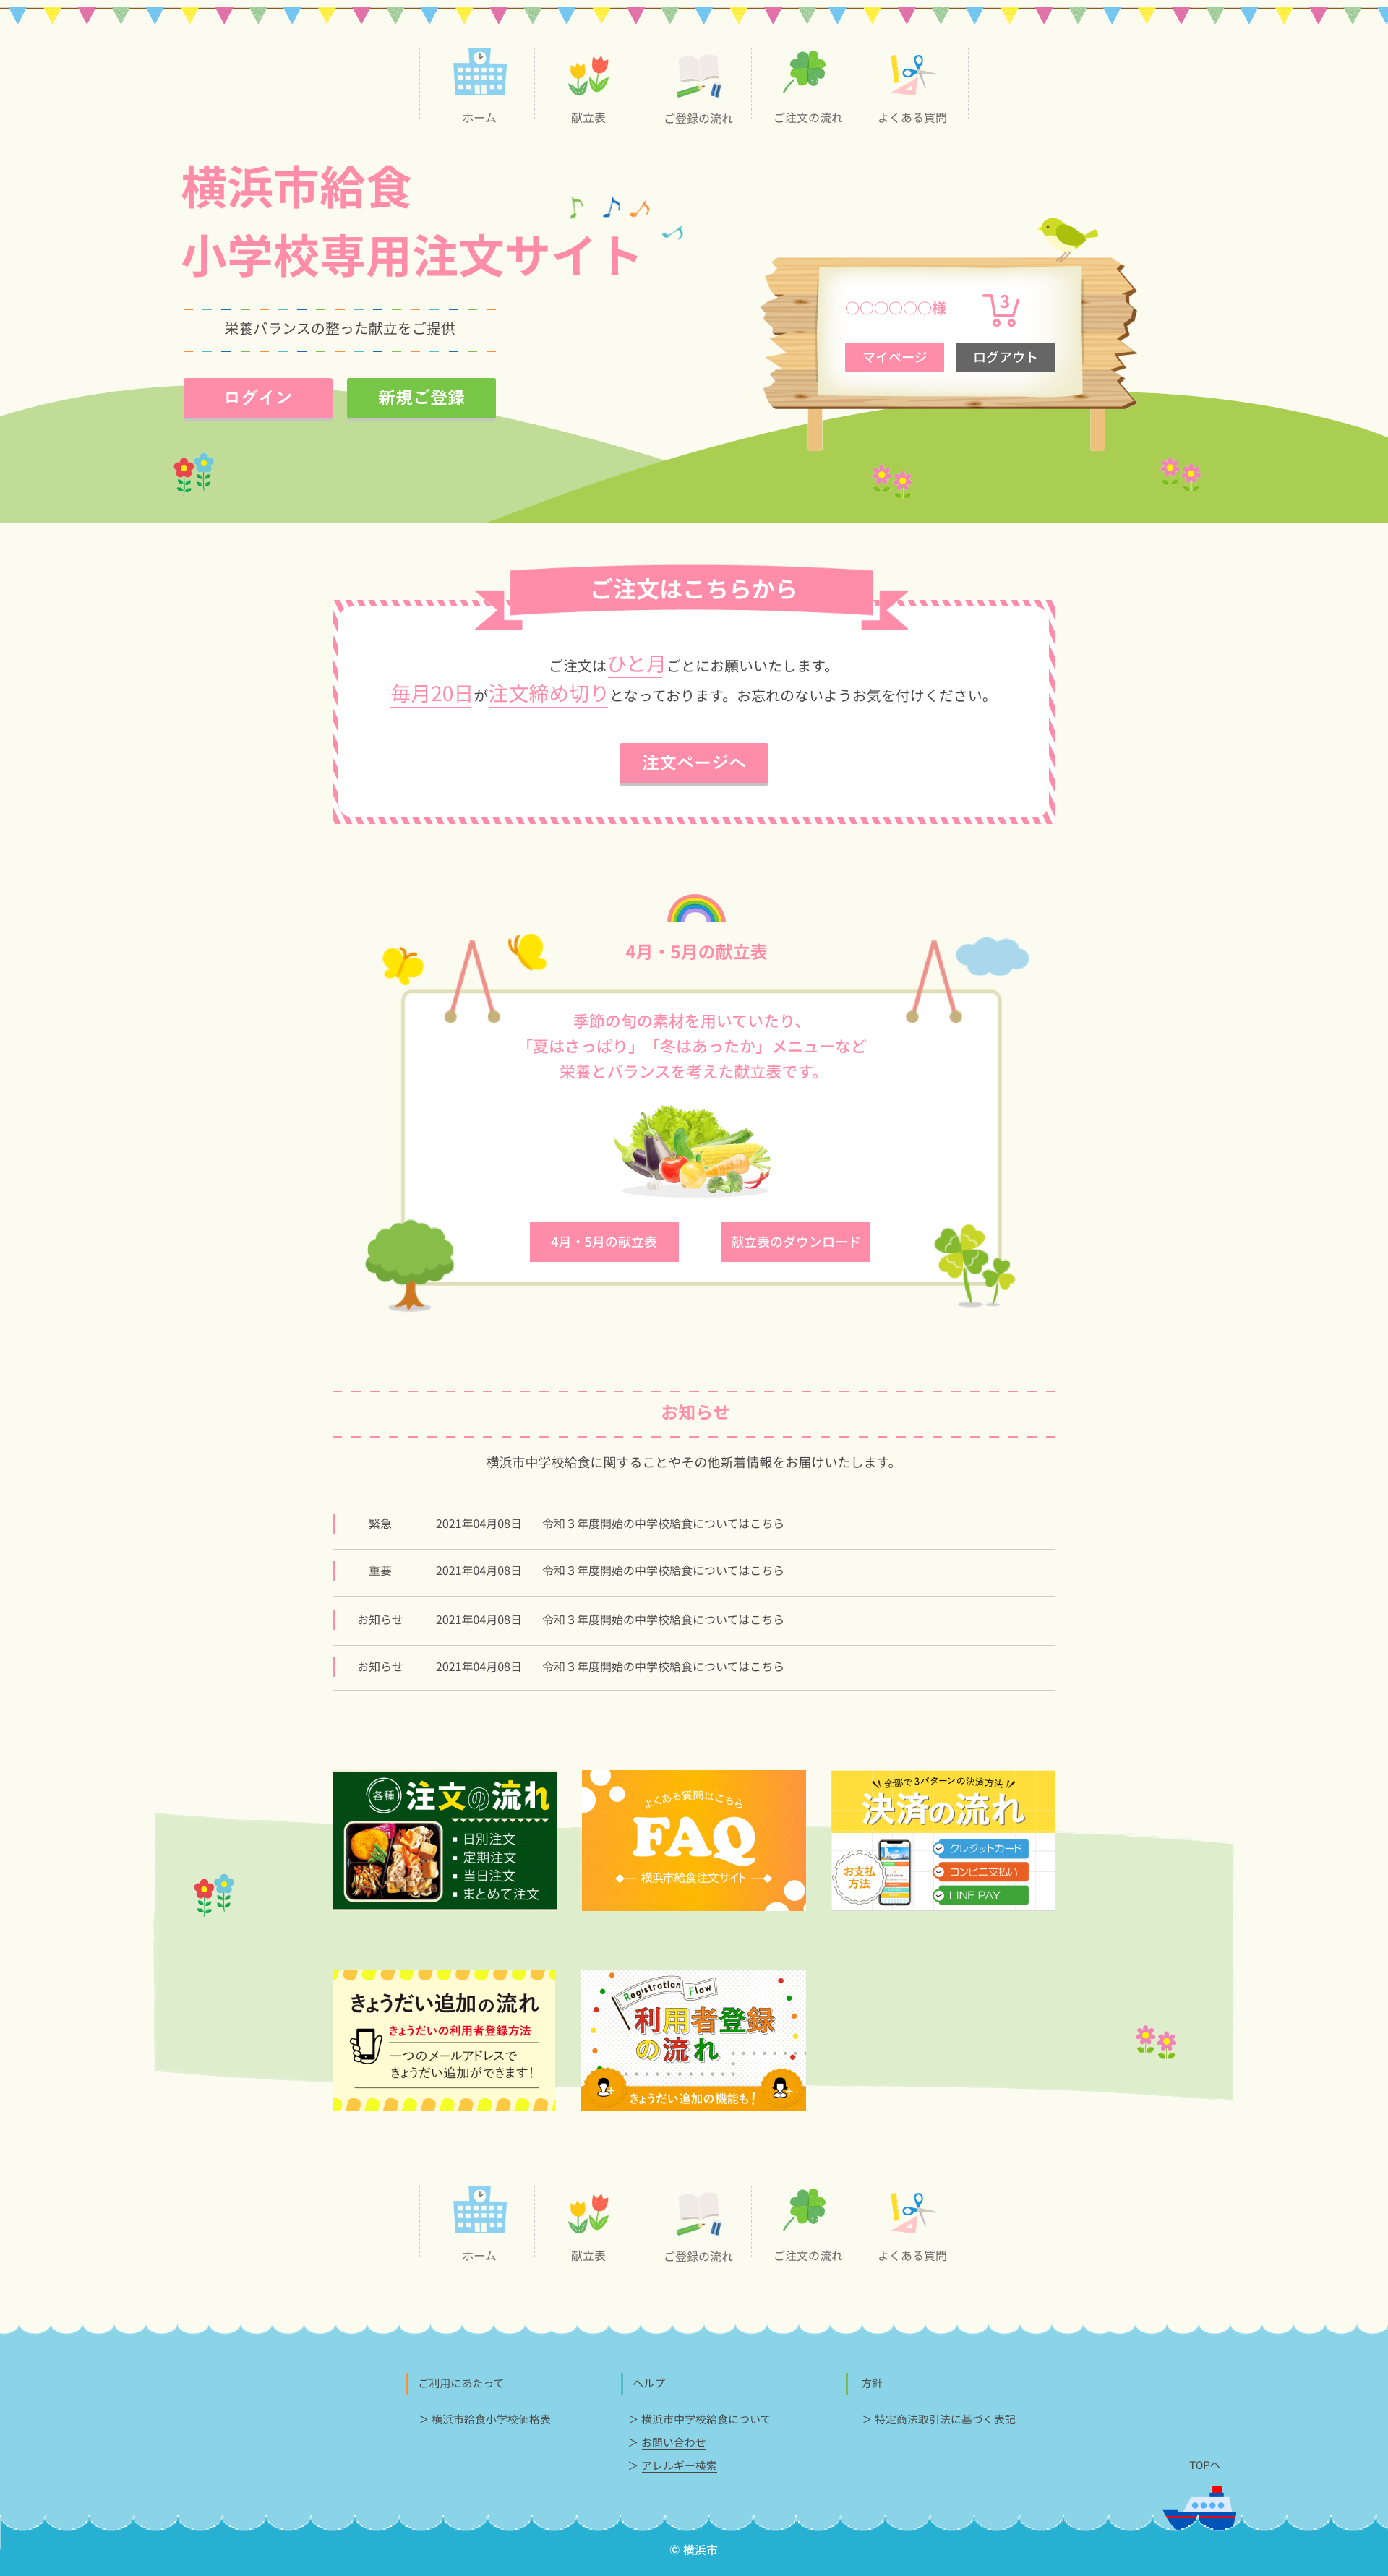 ホーム
献立表
ご登録の流れ
ご注文の流れ
よくある質問
横浜市給食
小学校専用注文サイト
栄養バランスの整った献立をご提供
ログイン
新規ご登録
〇〇〇〇〇〇様
3
マイページ
ログアウト
ご注文はこちらから
ご注文はひと月ごとにお願いいたします。
毎月20日が注文締め切りとなっております。お忘れのないようお気を付けください。
注文ページへ
4月・5月の献立表
季節の旬の素材を用いていたり、
「夏はさっぱり」「冬はあったか」メニューなど
栄養とバランスを考えた献立表です。
4月・5月の献立表
献立表のダウンロード
お知らせ
横浜市中学校給食に関することやその他新着情報をお届けいたします。
緊急 2021年04月08日 令和３年度開始の中学校給食についてはこちら
重要 2021年04月08日 令和３年度開始の中学校給食についてはこちら
お知らせ 2021年04月08日 令和３年度開始の中学校給食についてはこちら
お知らせ 2021年04月08日 令和３年度開始の中学校給食についてはこちら
各種 注文の流れ
日別注文
定期注文
当日注文
まとめて注文
よくある質問はこちら
FAQ
横浜市給食注文サイト
全部で3パターンの決済方法
決済の流れ
お支払
方法
クレジットカード
コンビニ支払い
LINE PAY
きょうだい追加の流れ
きょうだいの利用者登録方法
一つのメールアドレスで
きょうだい追加ができます！
Registration Flow
利用者登録
の流れ
きょうだい追加の機能も！
ホーム
献立表
ご登録の流れ
ご注文の流れ
よくある質問
ご利用にあたって
＞ 横浜市給食小学校価格表
ヘルプ
＞ 横浜市中学校給食について
＞ お問い合わせ
＞ アレルギー検索
方針
＞ 特定商法取引法に基づく表記
TOPへ
© 横浜市